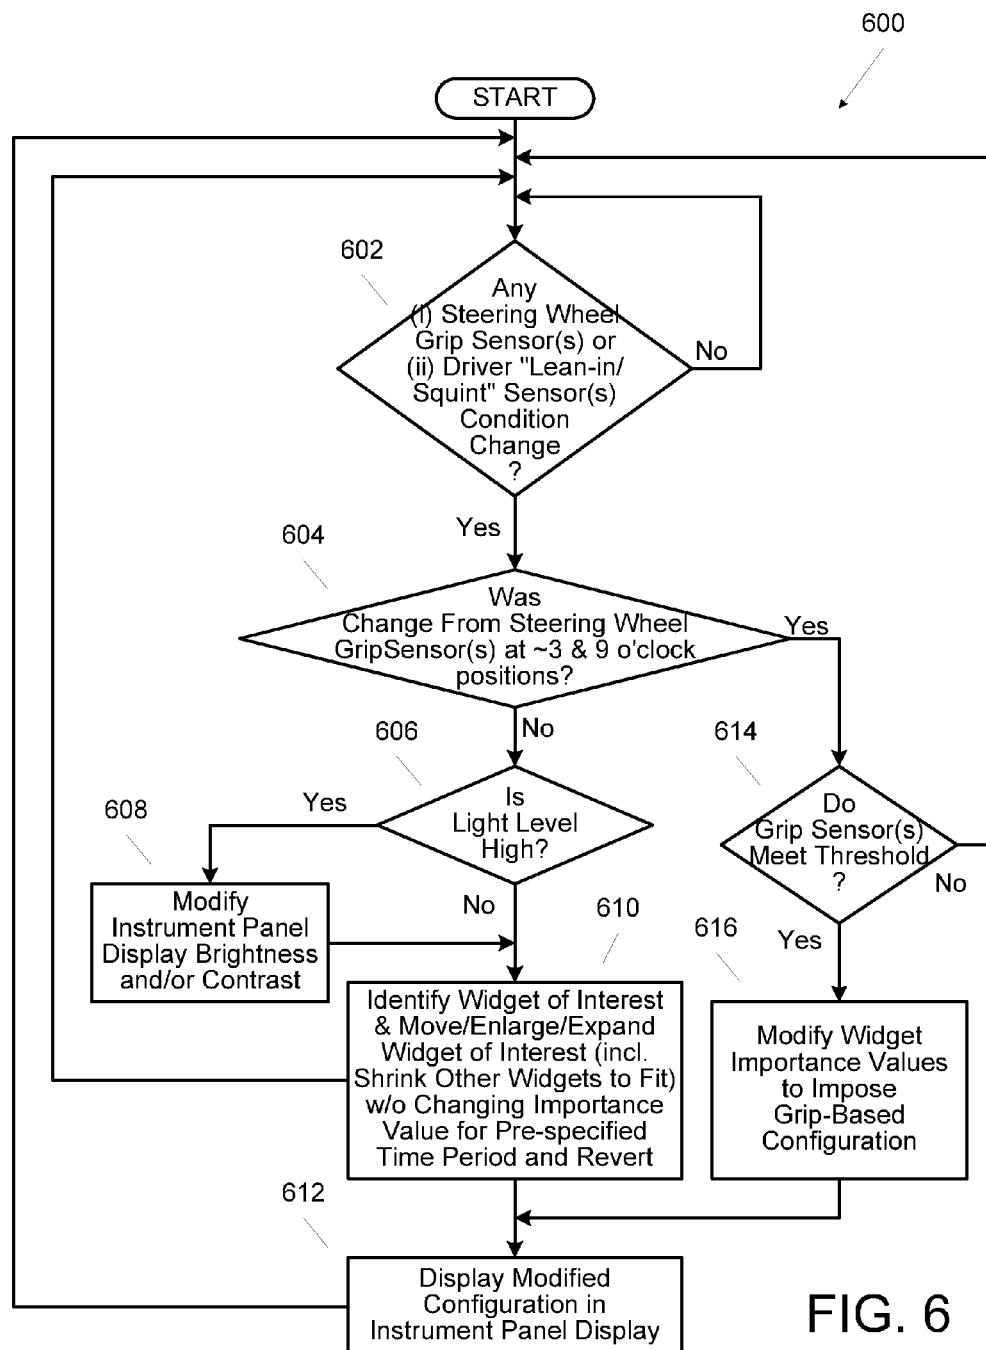 600
START
602
Any
(i) Steering Wheel
Grip Sensor(s) or
(ii) Driver "Lean-in/
Squint" Sensor(s)
Condition
Change
?
No
Yes
604
Was
Change From Steering Wheel
GripSensor(s) at ~3 & 9 o'clock
positions?
Yes
No
606
614
Is
Light Level
High?
Yes
608
Do
Grip Sensor(s)
Meet Threshold
?
No
Modify
Instrument Panel
Display Brightness
and/or Contrast
No
610
Yes
616
Identify Widget of Interest
& Move/Enlarge/Expand
Widget of Interest (incl.
Shrink Other Widgets to Fit)
w/o Changing Importance
Value for Pre-specified
Time Period and Revert
Modify Widget
Importance Values
to Impose
Grip-Based
Configuration
612
Display Modified
Configuration in
Instrument Panel Display
FIG. 6